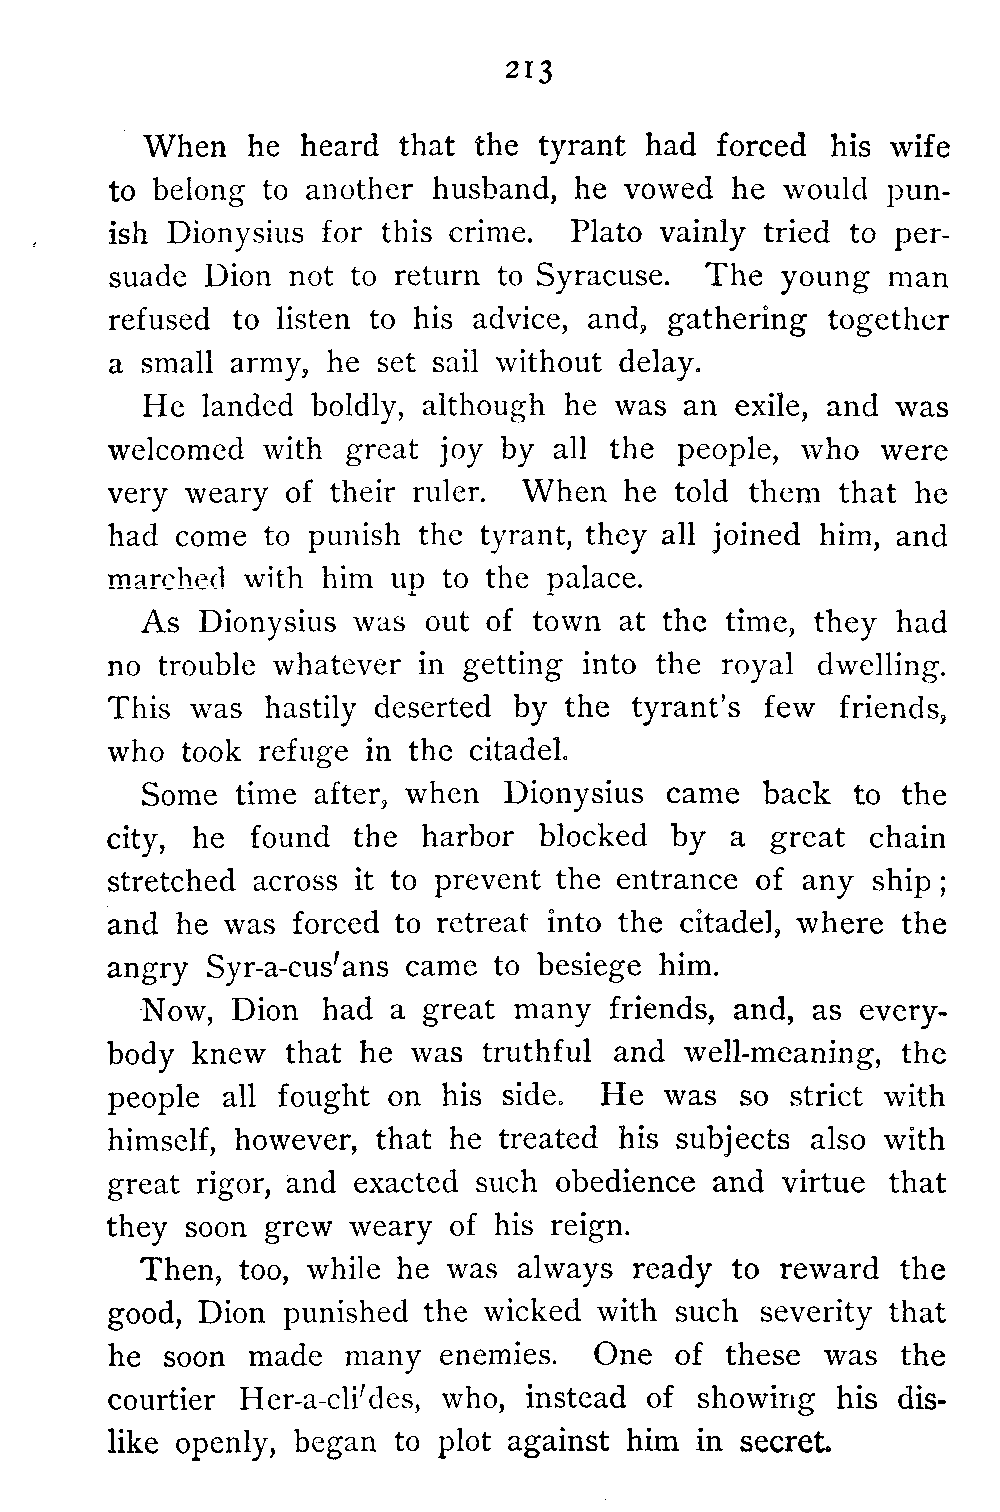 213
When he heard that the tyrant had forced his wife
to belong to another husband, he vowed he would pun-
ish Dionysius for this crime. Plato vainly tried to per-
suade Dion not to return to Syracuse. The young man
refused to listen to his advice, and, gathering together
a small army, he set sail without delay.
He landed boldly, although he was an exile, and was
welcomed with great joy by all the people, who were
very weary of their ruler. When he told them that he
had come to punish the tyrant, they all joined him, and
marched with him up to the palace.
As Dionysius was out of town at the time, they had
no trouble whatever in getting into the royal dwelling.
This was hastily deserted by the tyrant's few friends,
who took refuge in the citadel.
Some time after, when Dionysius came back to the
city, he found the harbor blocked by a great chain
stretched across it to prevent the entrance of any ship;
and he was forced to retreat into the citadel, where the
angry Syr-a-cus′ans came to besiege him.
Now, Dion had a great many friends, and, as every-
body knew that he was truthful and well-meaning, the
people all fought on his side. He was so strict with
himself, however, that he treated his subjects also with
great rigor, and exacted such obedience and virtue that
they soon grew weary of his reign.
Then, too, while he was always ready to reward the
good, Dion punished the wicked with such severity that
he soon made many enemies. One of these was the
courtier Her-a-cli′des, who, instead of showing his dis-
like openly, began to plot against him in secret.